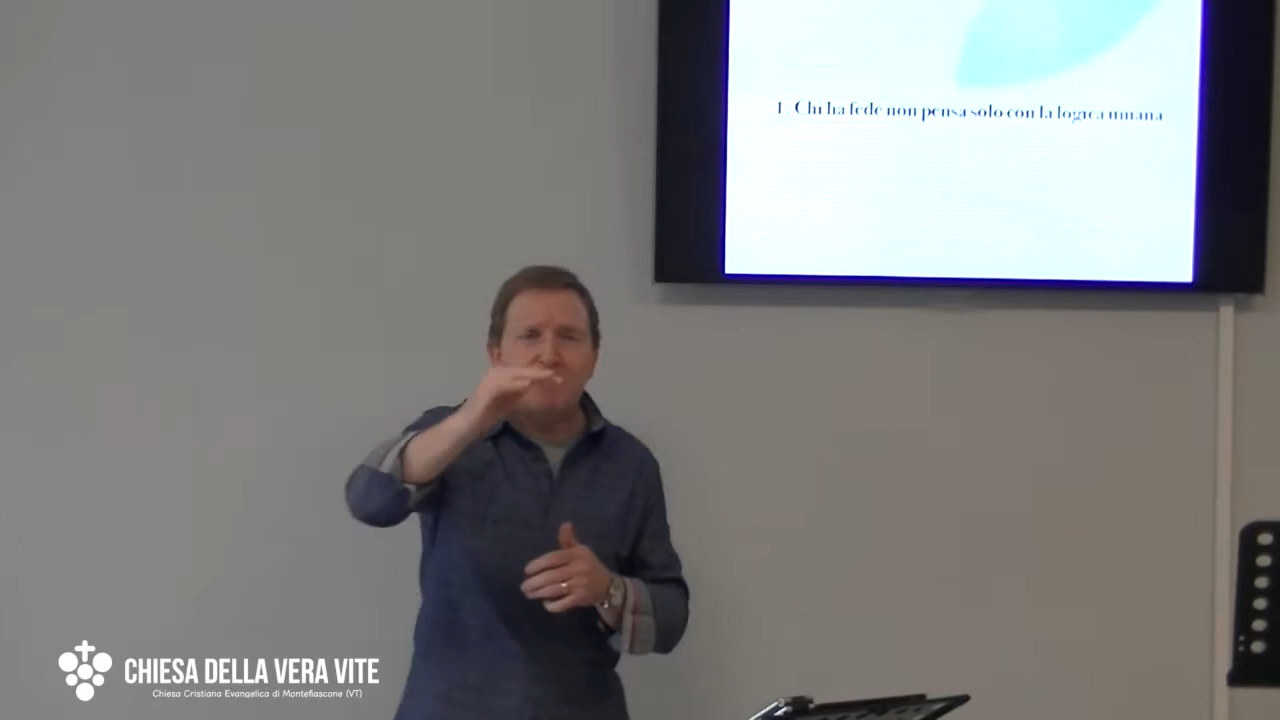 1. Chi ha fede non pensa solo con la logica umana
CHIESA DELLA VERA VITE
Chiesa Cristiana Evangelica di Montefiascone (VT)